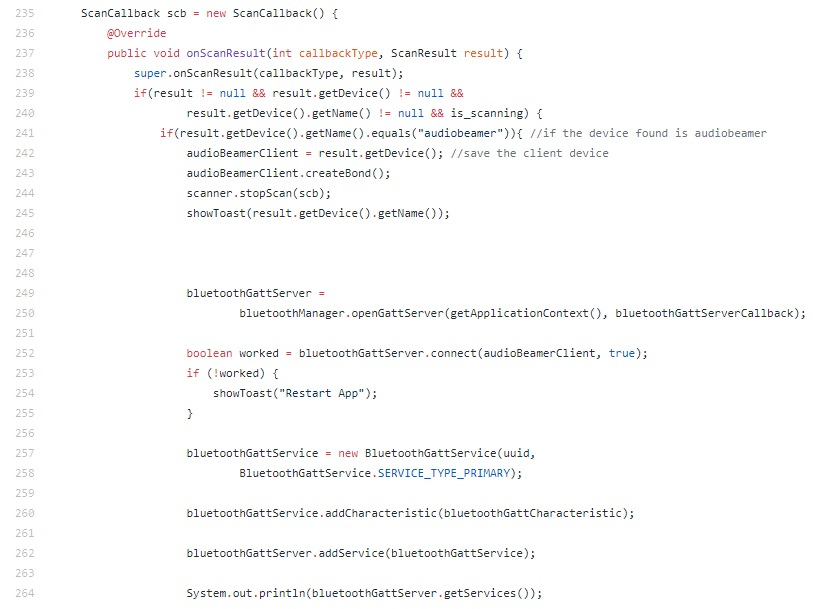 235 ScanCallback scb = new ScanCallback() {
236 @Override
237 public void onScanResult(int callbackType, ScanResult result) {
238 super.onScanResult(callbackType, result);
239 if(result != null && result.getDevice() != null &&
240 result.getDevice().getName() != null && is_scanning) {
241 if(result.getDevice().getName().equals("audiobeamer")){ //if the device found is audiobeamer
242 audioBeamerClient = result.getDevice(); //save the client device
243 audioBeamerClient.createBond();
244 scanner.stopScan(scb);
245 showToast(result.getDevice().getName());
246
247
248
249 bluetoothGattServer =
250 bluetoothManager.openGattServer(getApplicationContext(), bluetoothGattServerCallback);
251
252 boolean worked = bluetoothGattServer.connect(audioBeamerClient, true);
253 if (!worked) {
254 showToast("Restart App");
255 }
256
257 bluetoothGattService = new BluetoothGattService(uuid,
258 BluetoothGattService.SERVICE_TYPE_PRIMARY);
259
260 bluetoothGattService.addCharacteristic(bluetoothGattCharacteristic);
261
262 bluetoothGattServer.addService(bluetoothGattService);
263
264 System.out.println(bluetoothGattServer.getServices());